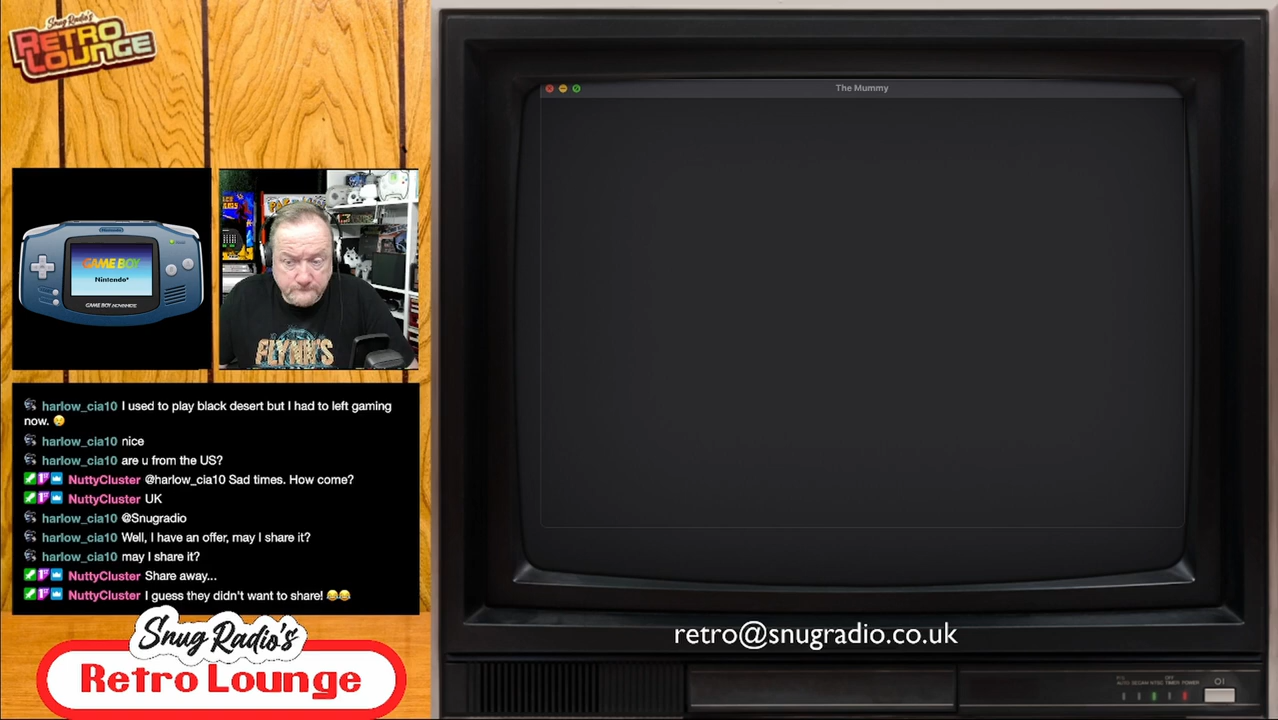 Snug Radio's
RETRO
LOUNGE
The Mummy
GAME BOY
Nintendo
GAME BOY ADVANCE
FLYNN'S
harlow_cia10 I used to play black desert but I had to left gaming
now. 😢
harlow_cia10 nice
harlow_cia10 are u from the US?
NuttyCluster @harlow_cia10 Sad times. How come?
NuttyCluster UK
harlow_cia10 @Snugradio
harlow_cia10 Well, I have an offer, may I share it?
harlow_cia10 may I share it?
NuttyCluster Share away...
NuttyCluster I guess they didn't want to share! 😂😂
Snug Radio's
Retro Lounge
retro@snugradio.co.uk